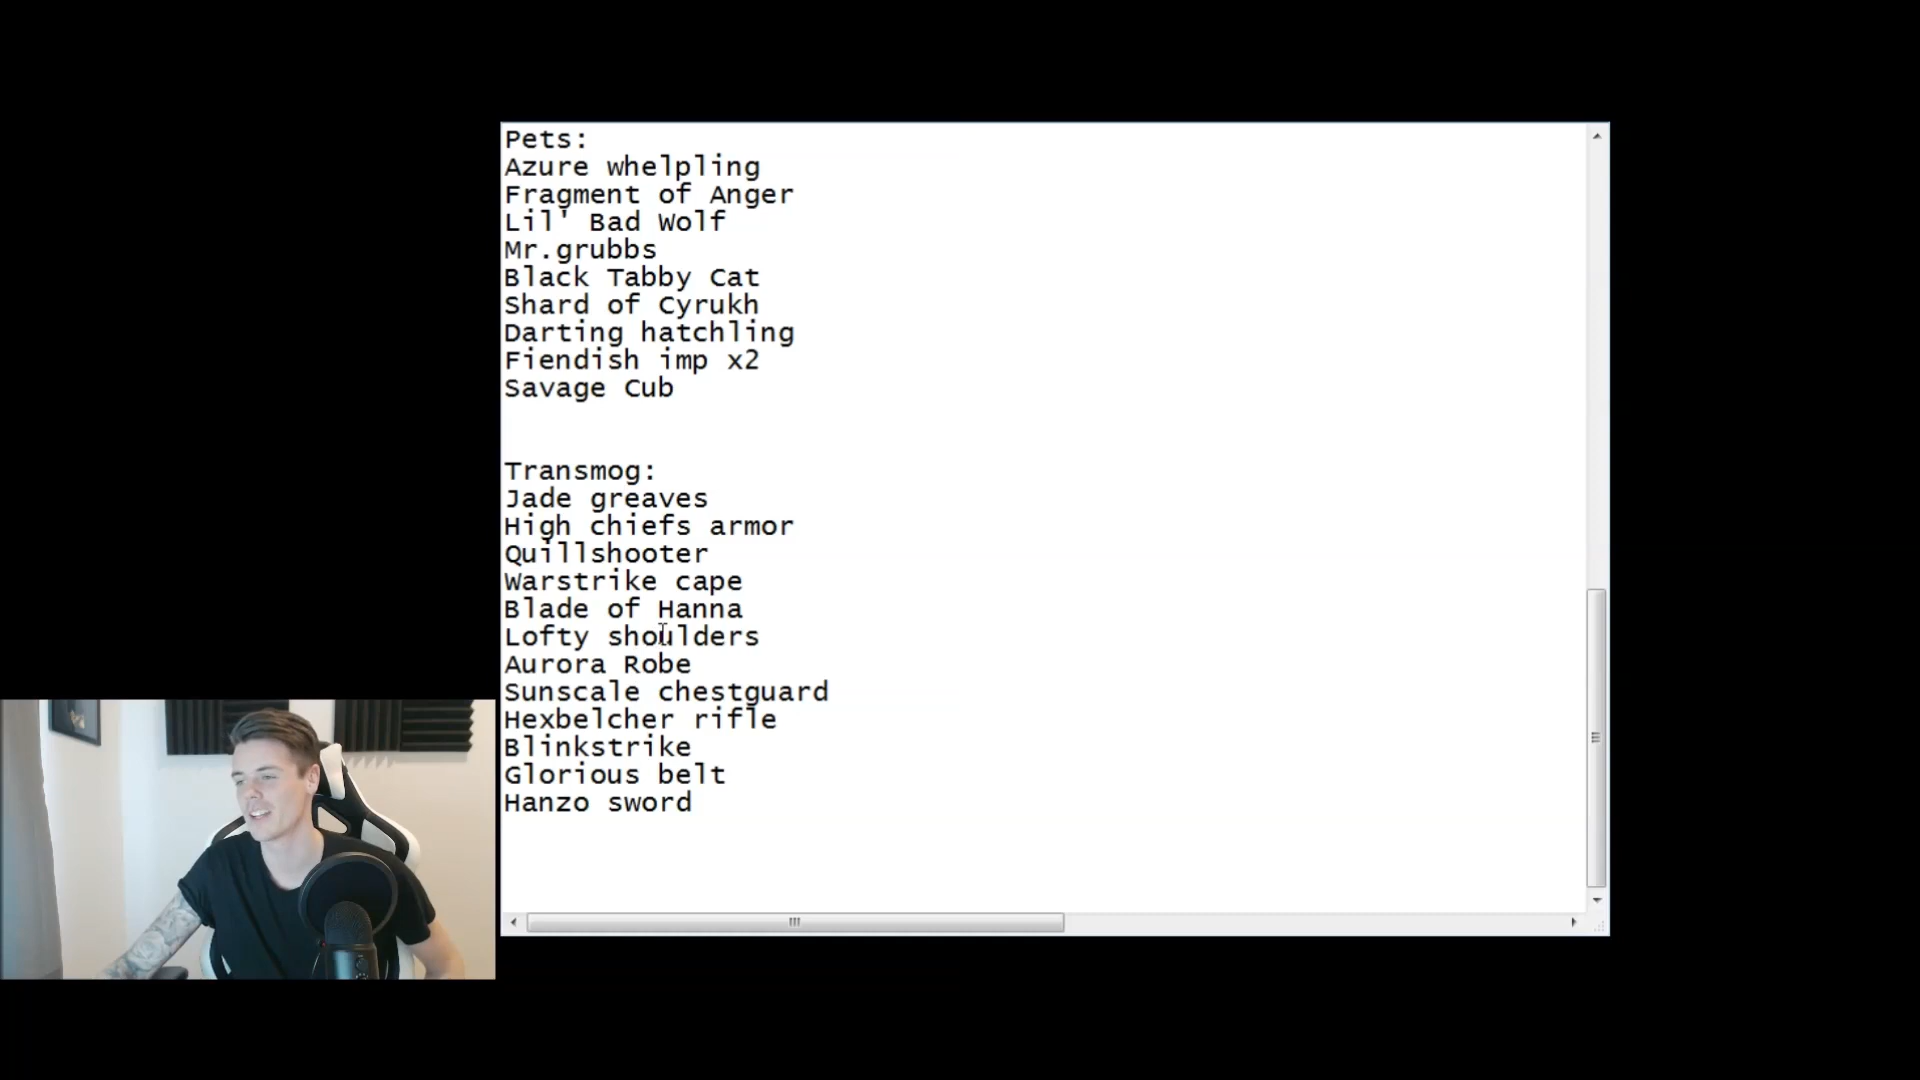 Pets:
Azure whelpling
Fragment of Anger
Lil' Bad Wolf
Mr.grubbs
Black Tabby Cat
Shard of Cyrukh
Darting hatchling
Fiendish imp x2
Savage Cub
Transmog:
Jade greaves
High chiefs armor
Quillshooter
Warstrike cape
Blade of Hanna
Lofty shoulders
Aurora Robe
Sunscale chestguard
Hexbelcher rifle
Blinkstrike
Glorious belt
Hanzo sword